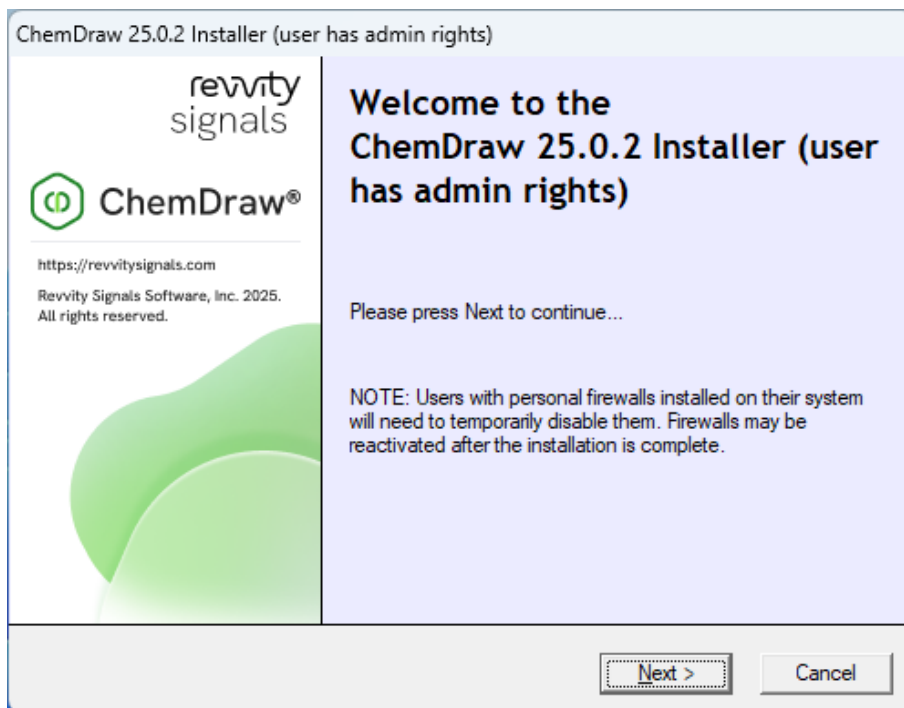 ChemDraw 25.0.2 Installer (user has admin rights)
revvity
signals
ChemDraw®
https://revvitysignals.com
Revvity Signals Software, Inc. 2025.
All rights reserved.
Welcome to the
ChemDraw 25.0.2 Installer (user
has admin rights)
Please press Next to continue...
NOTE: Users with personal firewalls installed on their system
will need to temporarily disable them. Firewalls may be
reactivated after the installation is complete.
Next >
Cancel